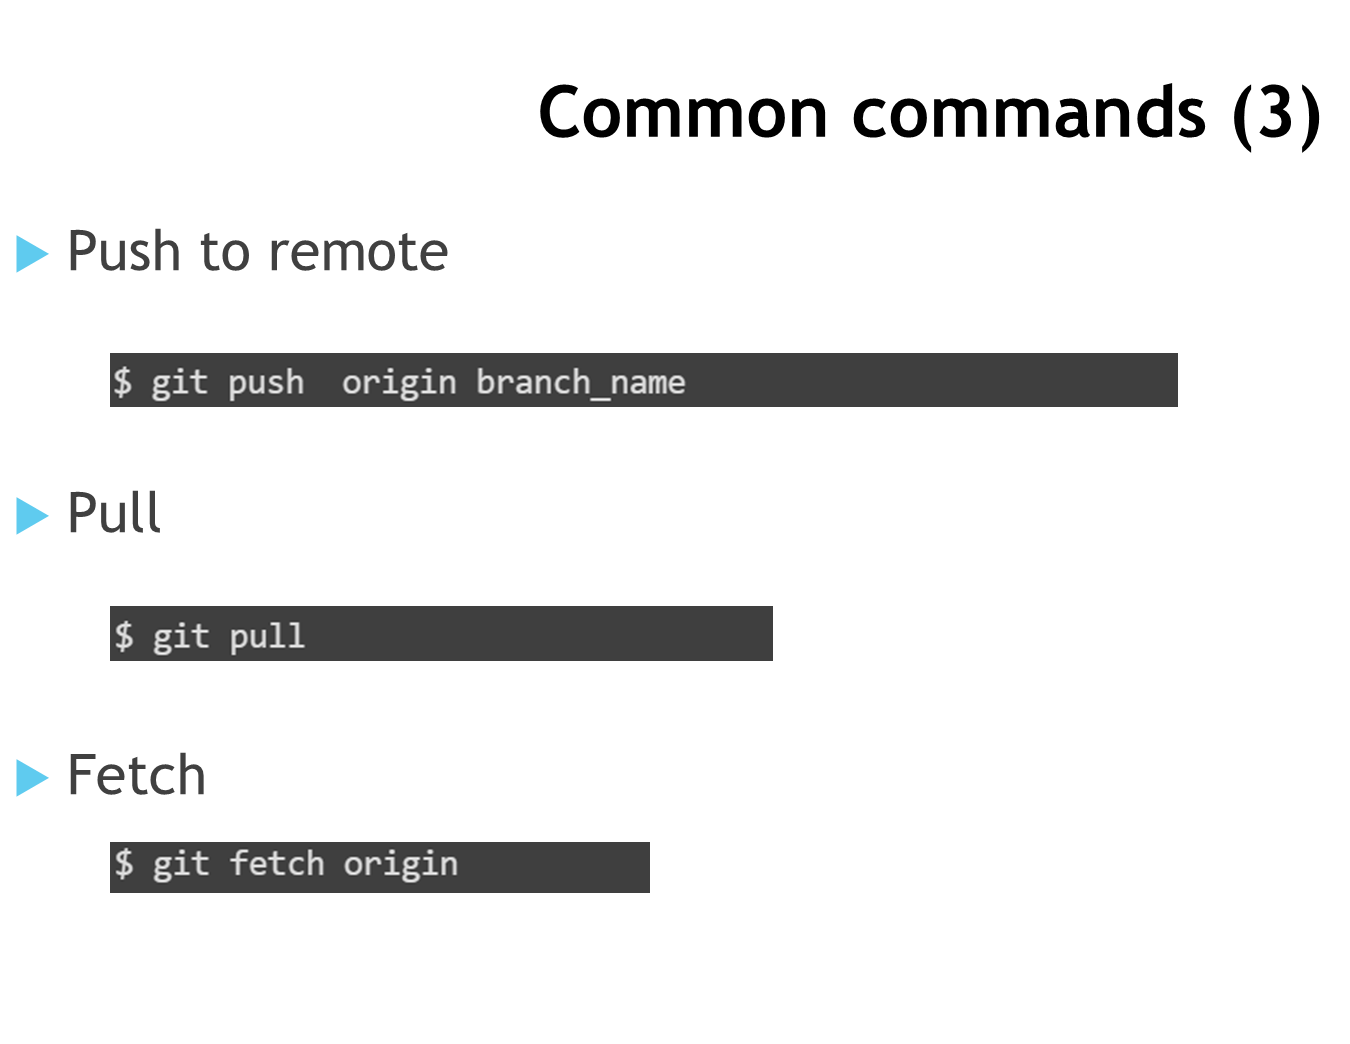 Common commands (3)
Push to remote
$ git push  origin branch_name
Pull
$ git pull
Fetch
$ git fetch origin